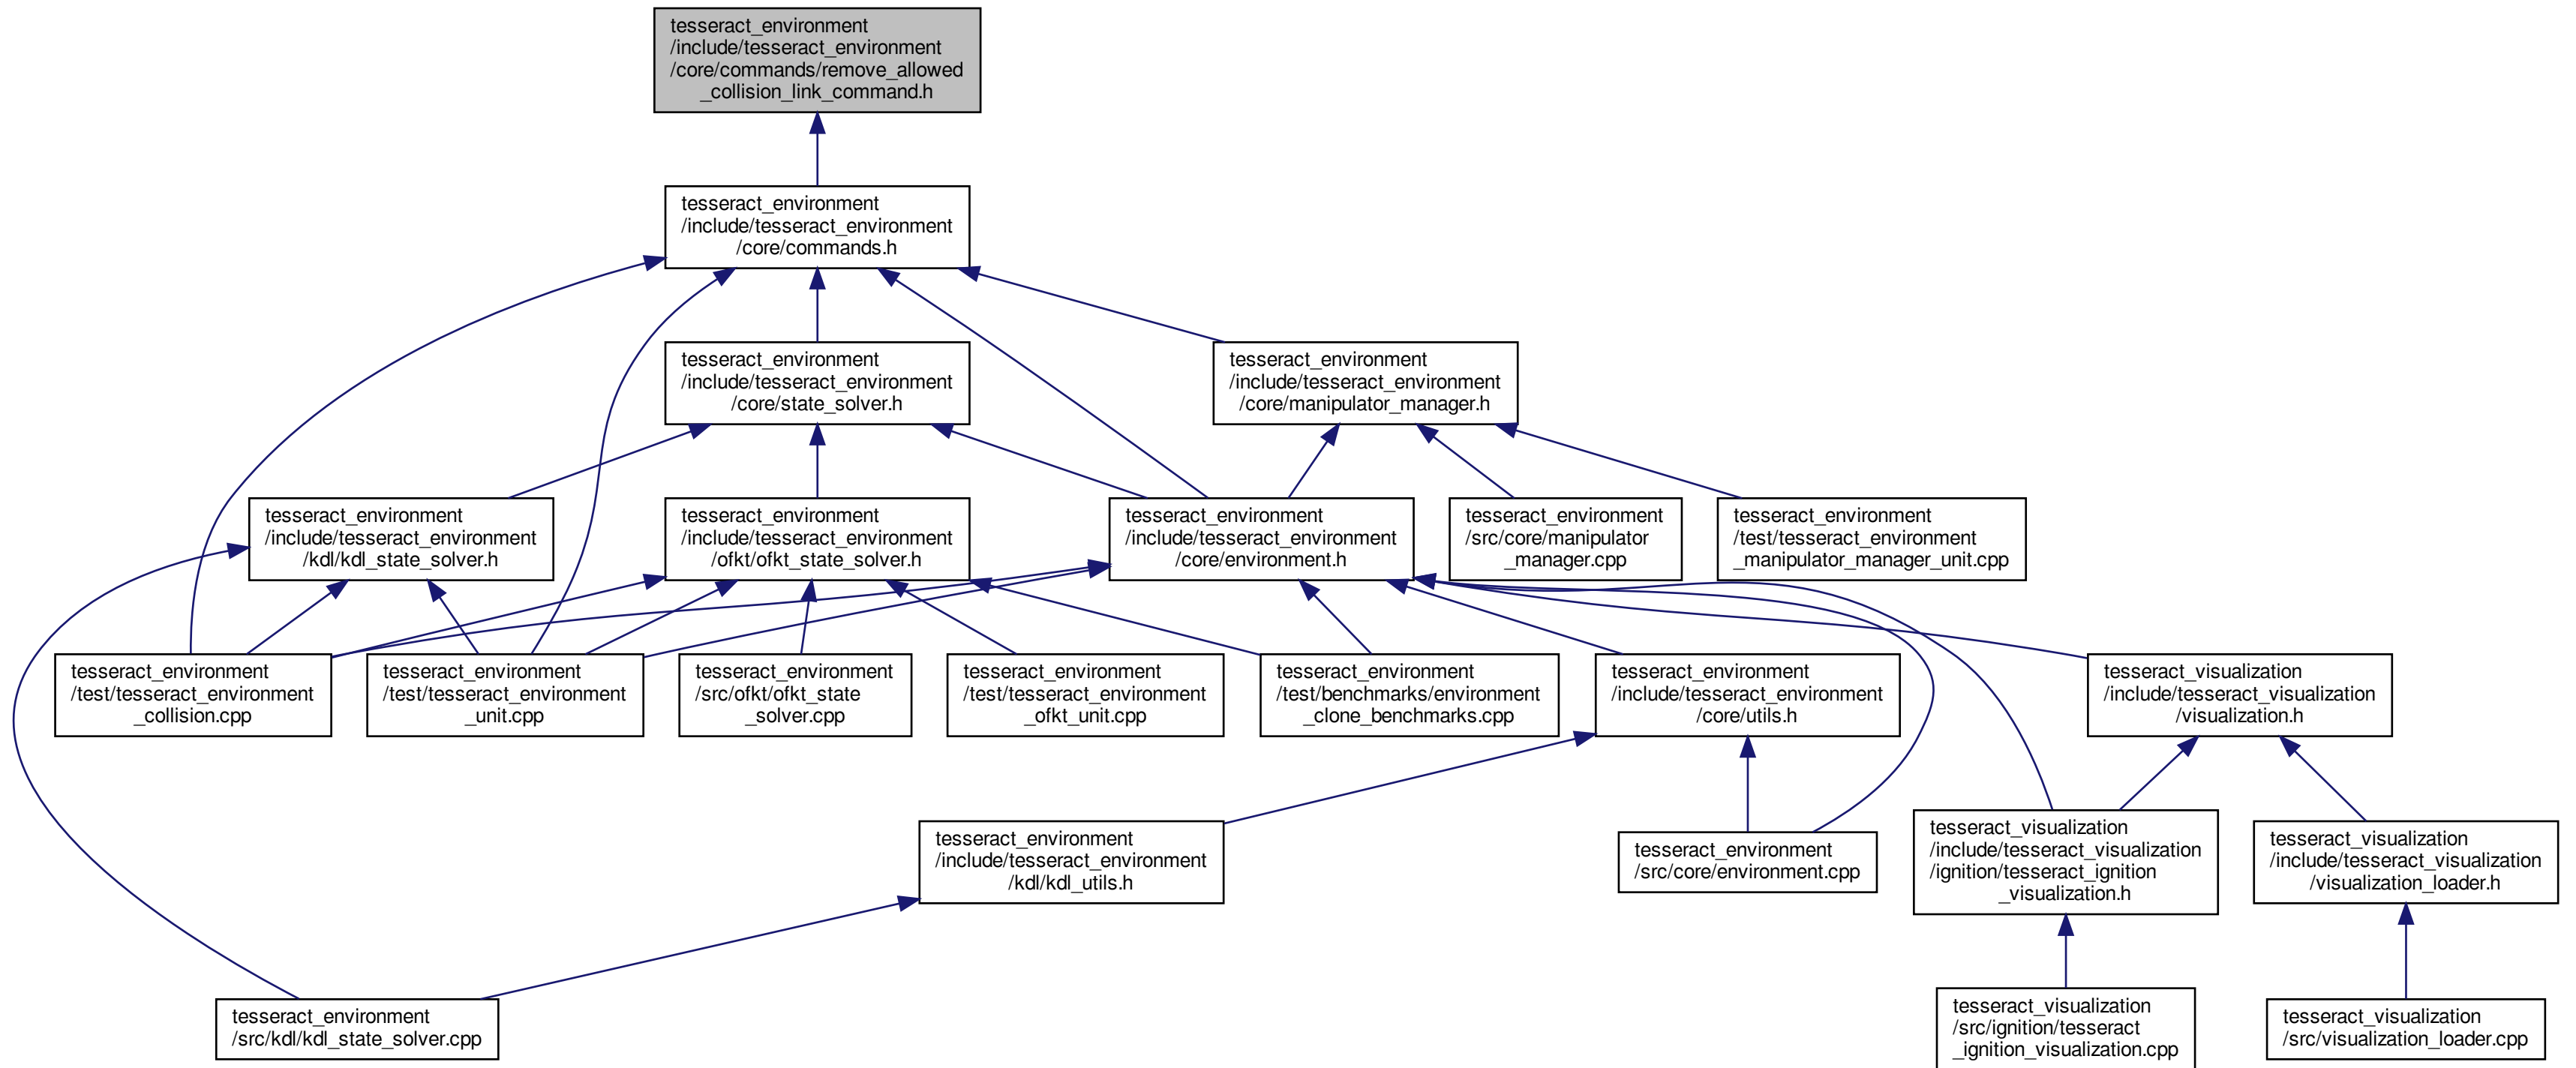 tesseract_environment
/include/tesseract_environment
/core/commands/remove_allowed
_collision_link_command.h
tesseract_environment
/include/tesseract_environment
/core/commands.h
tesseract_environment
/include/tesseract_environment
/core/state_solver.h
tesseract_environment
/include/tesseract_environment
/core/manipulator_manager.h
tesseract_environment
/include/tesseract_environment
/kdl/kdl_state_solver.h
tesseract_environment
/include/tesseract_environment
/ofkt/ofkt_state_solver.h
tesseract_environment
/include/tesseract_environment
/core/environment.h
tesseract_environment
/src/core/manipulator
_manager.cpp
tesseract_environment
/test/tesseract_environment
_manipulator_manager_unit.cpp
tesseract_environment
/test/tesseract_environment
_collision.cpp
tesseract_environment
/test/tesseract_environment
_unit.cpp
tesseract_environment
/src/ofkt/ofkt_state
_solver.cpp
tesseract_environment
/test/tesseract_environment
_ofkt_unit.cpp
tesseract_environment
/test/benchmarks/environment
_clone_benchmarks.cpp
tesseract_environment
/include/tesseract_environment
/core/utils.h
tesseract_visualization
/include/tesseract_visualization
/visualization.h
tesseract_environment
/include/tesseract_environment
/kdl/kdl_utils.h
tesseract_environment
/src/core/environment.cpp
tesseract_visualization
/include/tesseract_visualization
/ignition/tesseract_ignition
_visualization.h
tesseract_visualization
/include/tesseract_visualization
/visualization_loader.h
tesseract_environment
/src/kdl/kdl_state_solver.cpp
tesseract_visualization
/src/ignition/tesseract
_ignition_visualization.cpp
tesseract_visualization
/src/visualization_loader.cpp